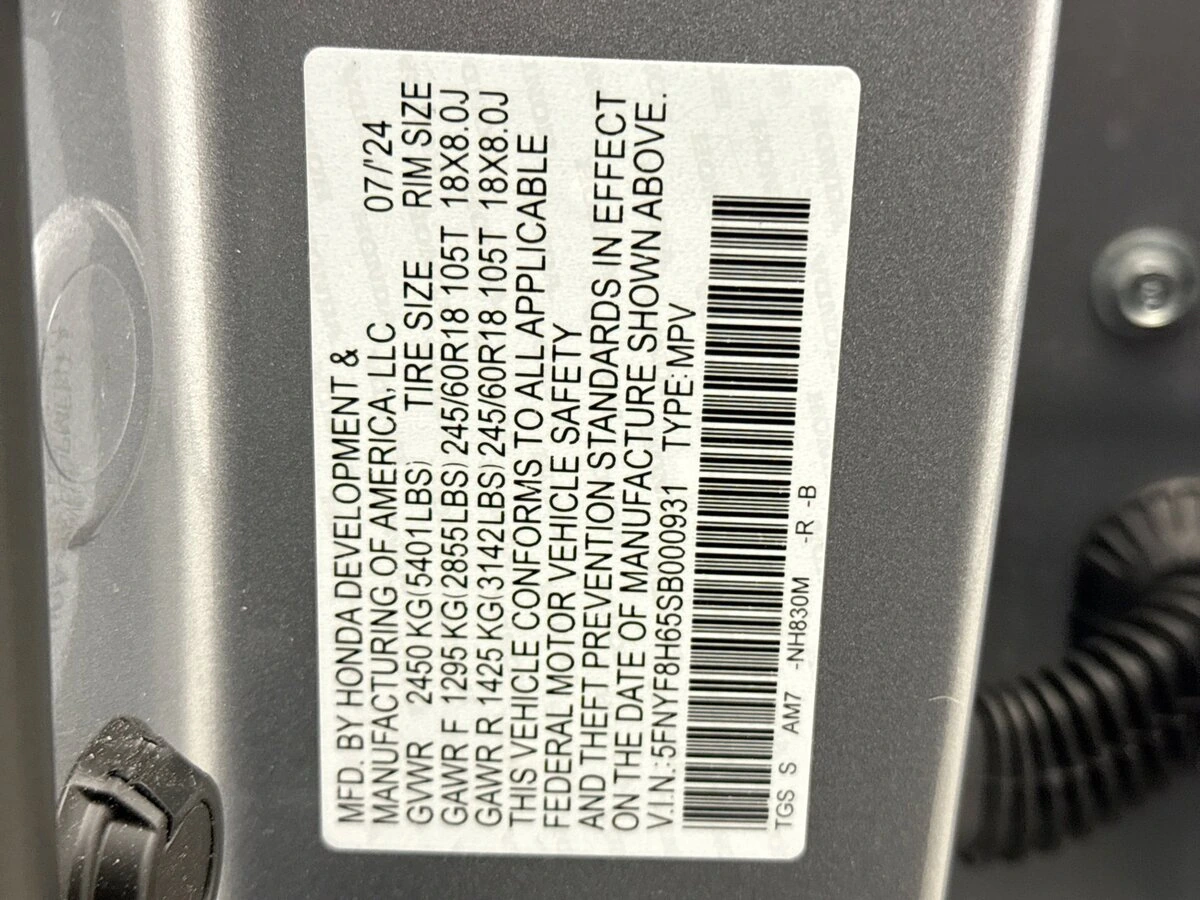 MFD. BY HONDA DEVELOPMENT &
MANUFACTURING OF AMERICA, LLC 07/'24
GVWR 2450 KG(5401LBS) TIRE SIZE RIM SIZE
GAWR F 1295 KG(2855LBS) 245/60R18 105T 18X8.0J
GAWR R 1425 KG(3142LBS) 245/60R18 105T 18X8.0J
THIS VEHICLE CONFORMS TO ALL APPLICABLE
FEDERAL MOTOR VEHICLE SAFETY
AND THEFT PREVENTION STANDARDS IN EFFECT
ON THE DATE OF MANUFACTURE SHOWN ABOVE.
V.I.N.:5FNYF8H65SB000931 TYPE:MPV
TGS S AM7 -NH830M -R -B